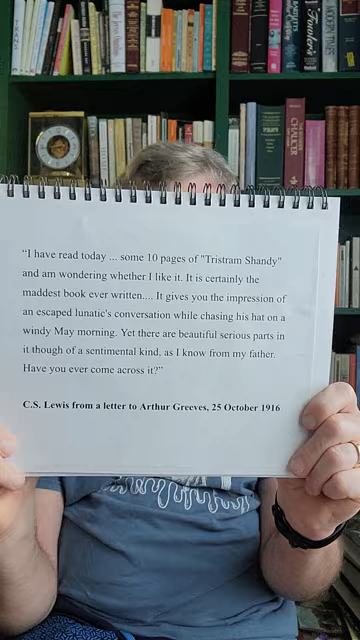 "I have read today ... some 10 pages of "Tristram Shandy"
and am wondering whether I like it. It is certainly the
maddest book ever written.... It gives you the impression of
an escaped lunatic's conversation while chasing his hat on a
windy May morning. Yet there are beautiful serious parts in
it though of a sentimental kind, as I know from my father.
Have you ever come across it?"
C.S. Lewis from a letter to Arthur Greeves, 25 October 1916
CHAUCER
Fowler's